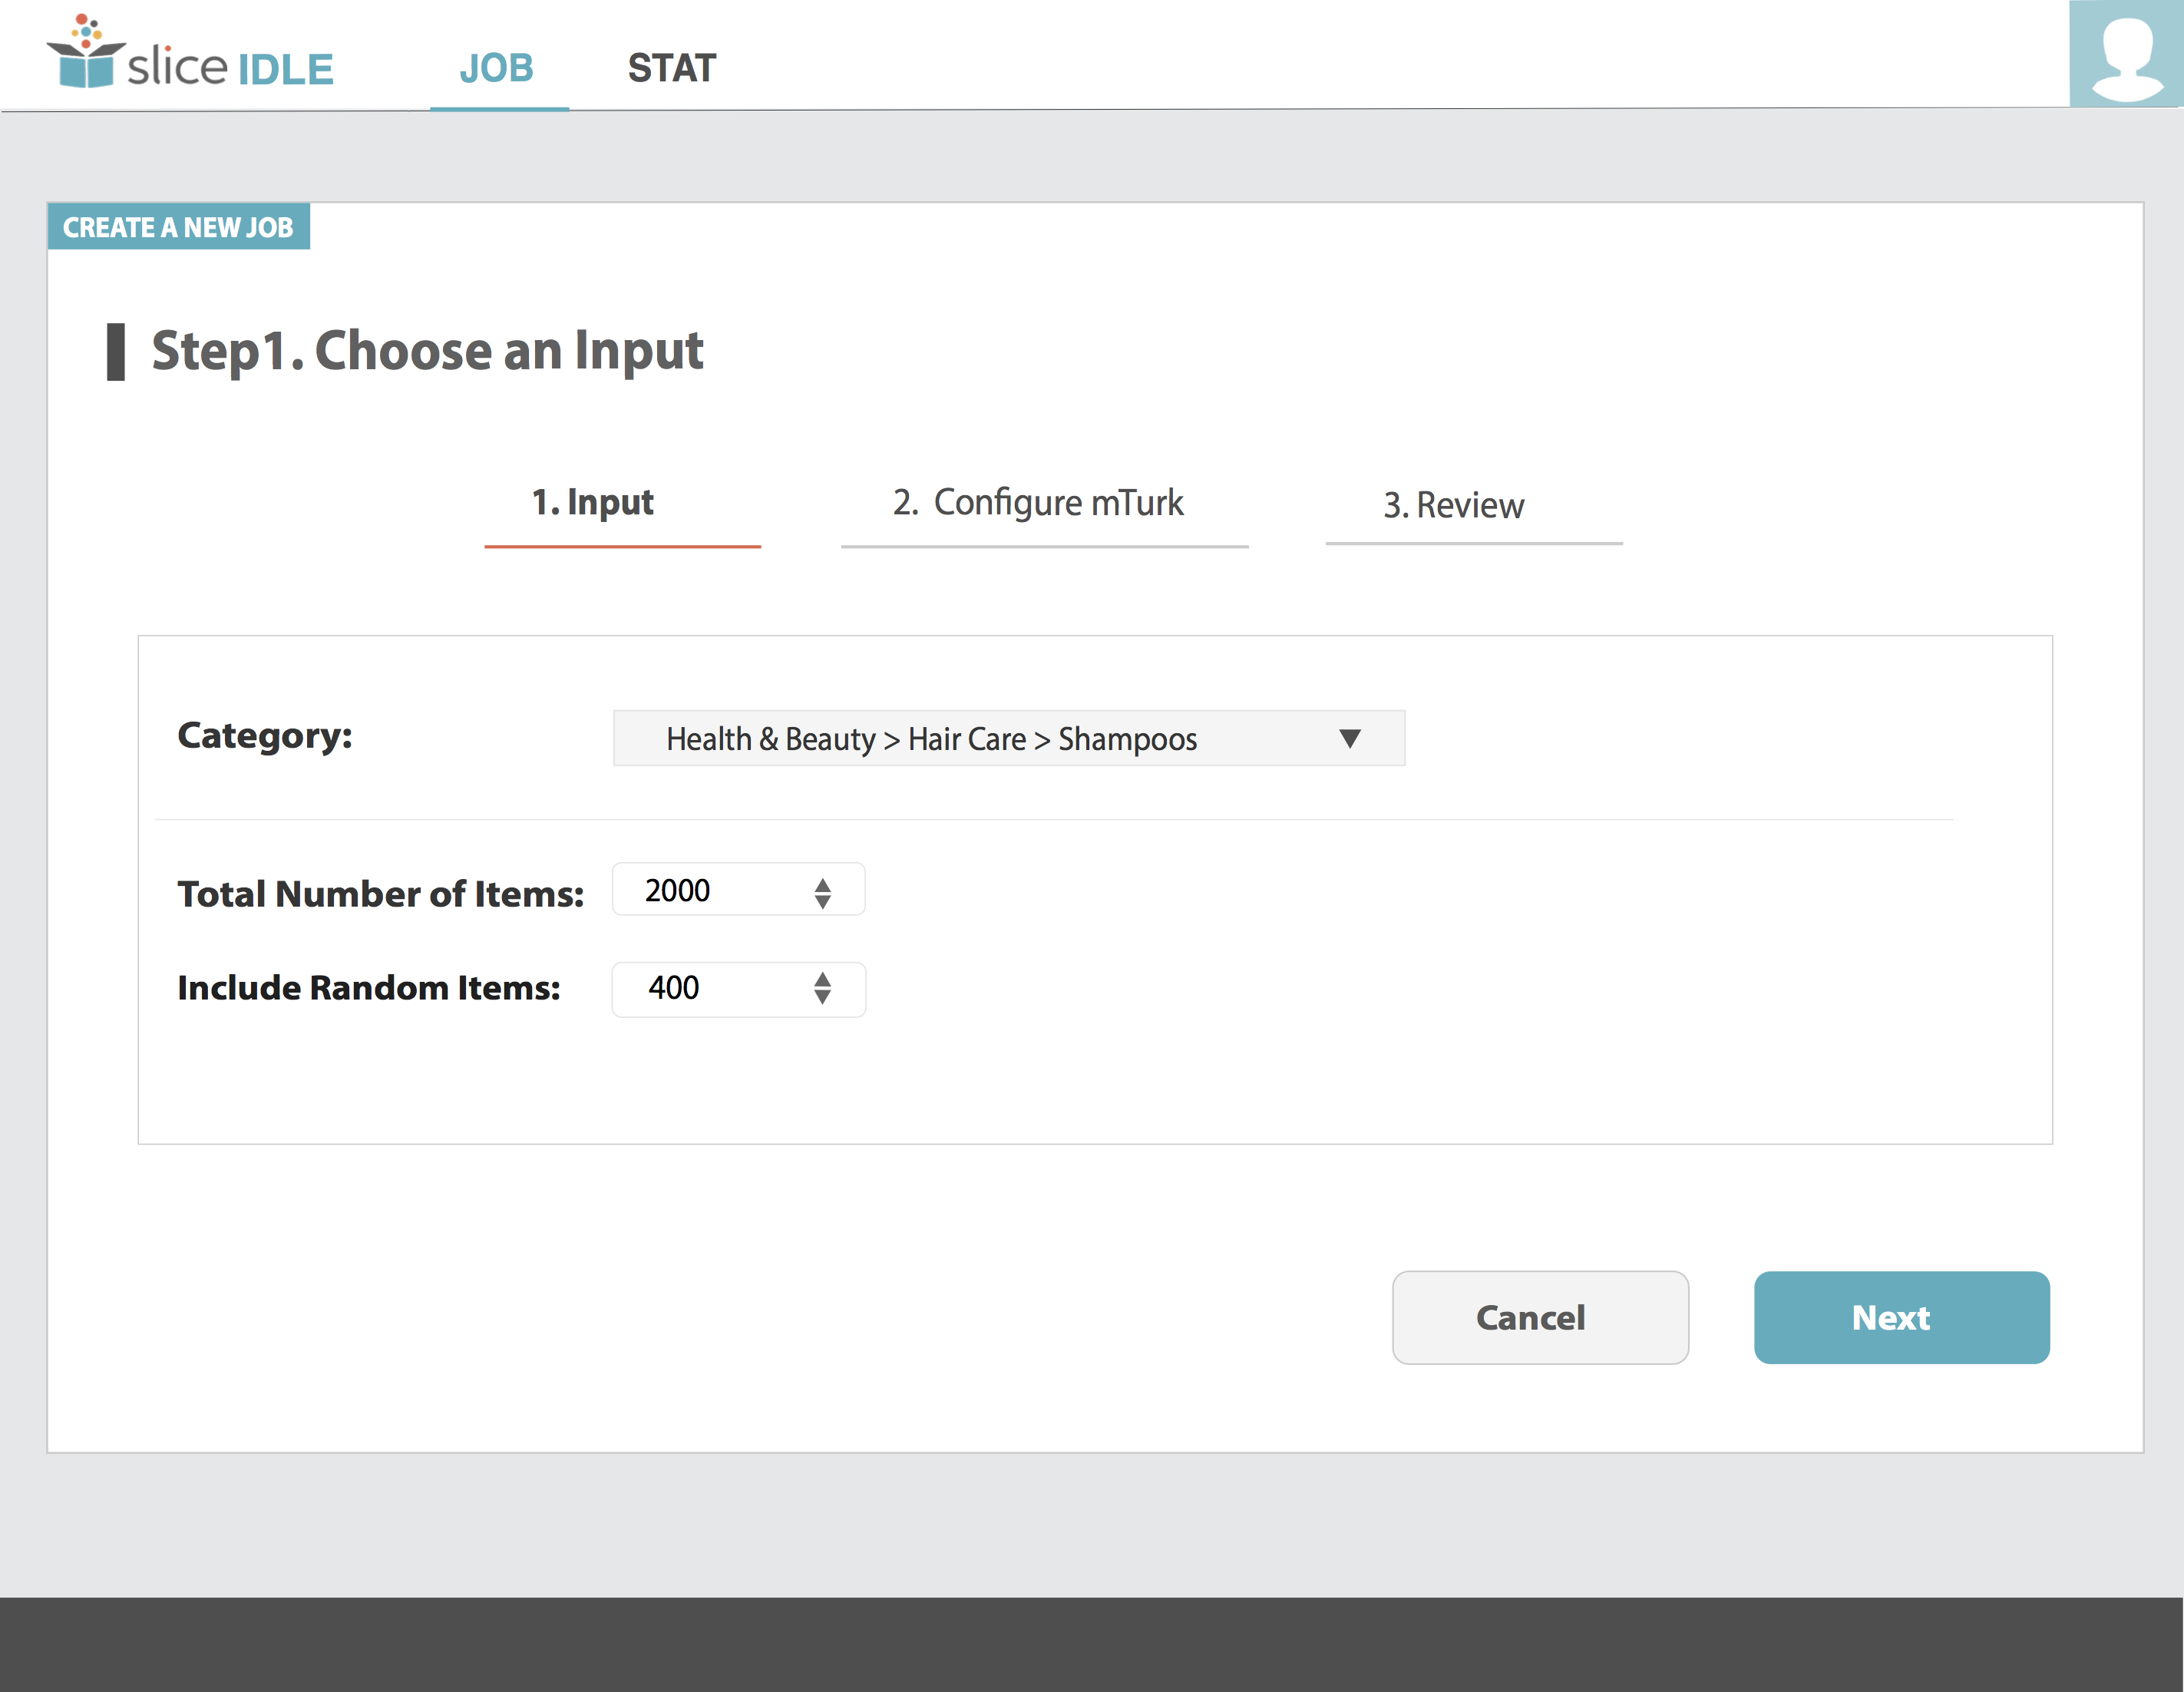 slice IDLE JOB STAT
CREATE A NEW JOB
Step1. Choose an Input
1. Input 2. Configure mTurk 3. Review
Category: Health & Beauty > Hair Care > Shampoos
Total Number of Items: 2000
Include Random Items: 400
Cancel Next